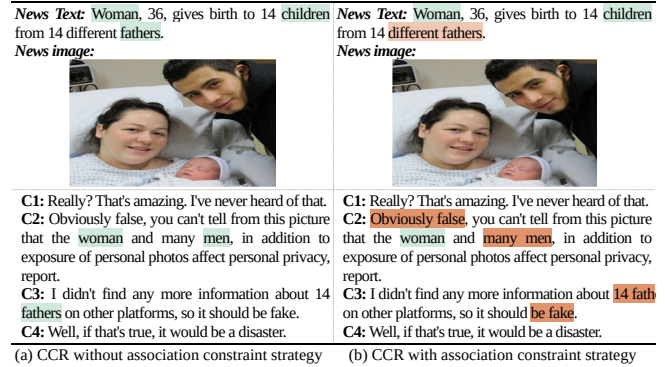 News Text: Woman, 36, gives birth to 14 children
from 14 different fathers.
News image:
C1: Really? That's amazing. I've never heard of that.
C2: Obviously false, you can't tell from this picture
that the woman and many men, in addition to
exposure of personal photos affect personal privacy,
report.
C3: I didn't find any more information about 14
fathers on other platforms, so it should be fake.
C4: Well, if that's true, it would be a disaster.
(a) CCR without association constraint strategy
News Text: Woman, 36, gives birth to 14 children
from 14 different fathers.
News image:
C1: Really? That's amazing. I've never heard of that.
C2: Obviously false, you can't tell from this picture
that the woman and many men, in addition to
exposure of personal photos affect personal privacy,
report.
C3: I didn't find any more information about 14 fath
on other platforms, so it should be fake.
C4: Well, if that's true, it would be a disaster.
(b) CCR with association constraint strategy